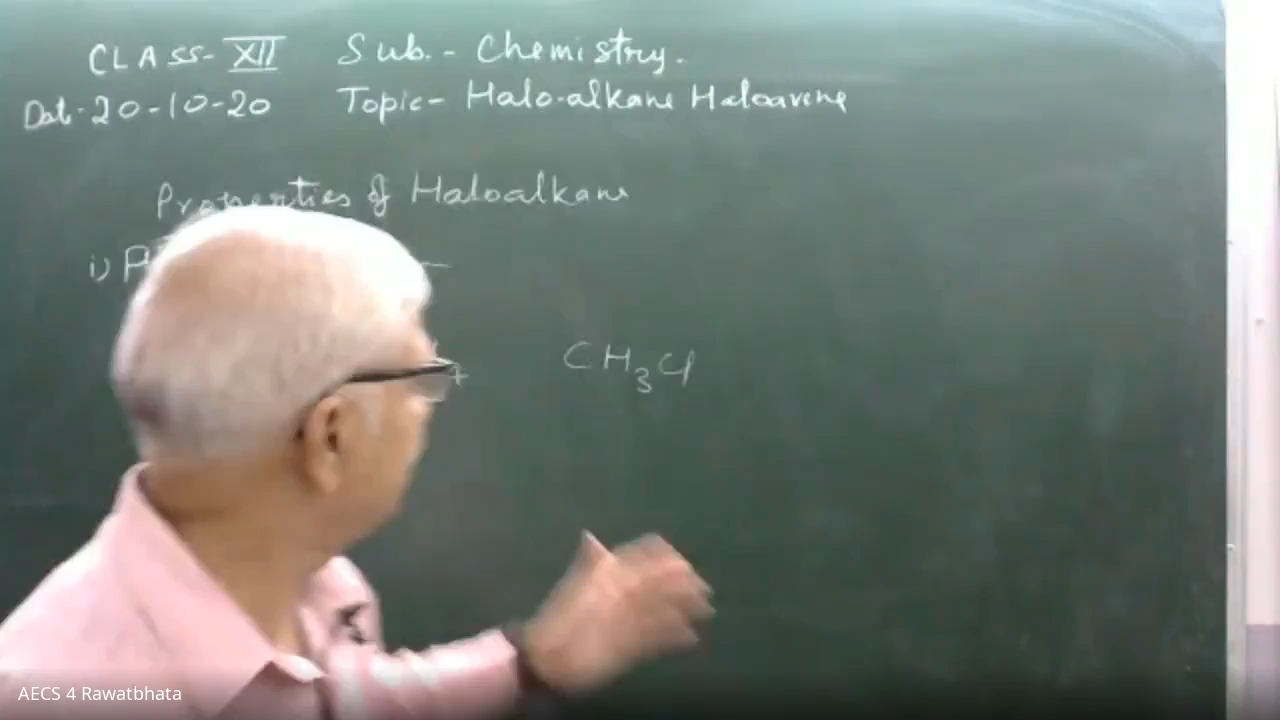 CLASS-XII Sub.- Chemistry.
Dat-20-10-20 Topic- Halo-alkane Haloarene
Properties of Haloalkane
i) P
CH3Cl
AECS 4 Rawatbhata